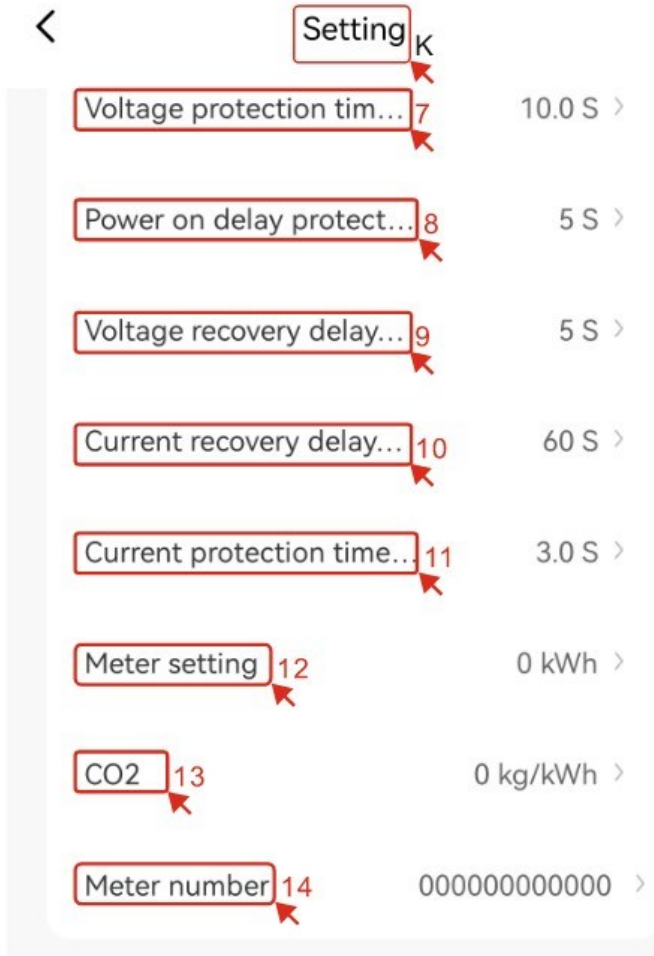 Setting K
Voltage protection tim... 7 10.0 S
Power on delay protect... 8 5 S
Voltage recovery delay... 9 5 S
Current recovery delay... 10 60 S
Current protection time... 11 3.0 S
Meter setting 12 0 kWh
CO2 13 0 kg/kWh
Meter number 14 000000000000